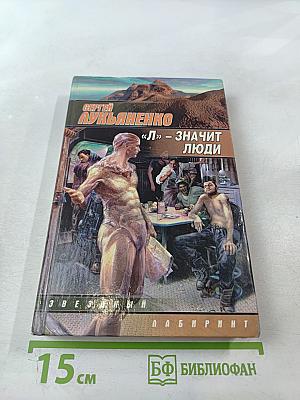 СЕРГЕЙ
ЛУКЬЯНЕНКО
«Л» – ЗНАЧИТ
ЛЮДИ
ЗВЕЗДНЫЙ
ЛАБИРИНТ
15 см
БФ БИБЛИОФАН